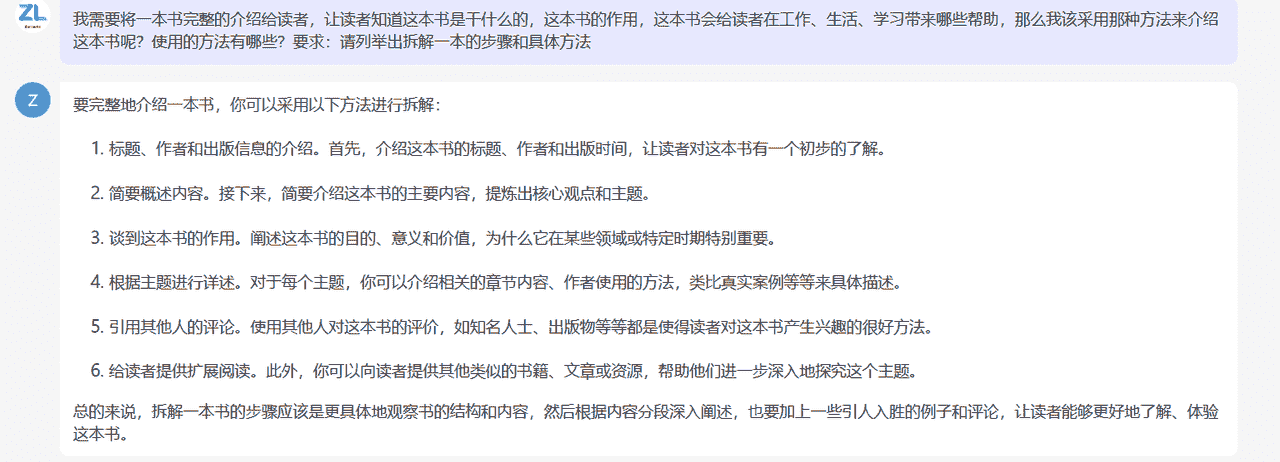 ZL
我需要将一本书完整的介绍给读者，让读者知道这本书是干什么的，这本书的作用，这本书会给读者在工作、生活、学习带来哪些帮助，那么我该采用那种方法来介绍
这本书呢？使用的方法有哪些？要求：请列举出拆解一本的步骤和具体方法
Z
要完整地介绍一本书，你可以采用以下方法进行拆解：
1. 标题、作者和出版信息的介绍。首先，介绍这本书的标题、作者和出版时间，让读者对这本书有一个初步的了解。
2. 简要概述内容。接下来，简要介绍这本书的主要内容，提炼出核心观点和主题。
3. 谈到这本书的作用。阐述这本书的目的、意义和价值，为什么它在某些领域或特定时期特别重要。
4. 根据主题进行详述。对于每个主题，你可以介绍相关的章节内容、作者使用的方法，类比真实案例等等来具体描述。
5. 引用其他人的评论。使用其他人对这本书的评价，如知名人士、出版物等等都是使得读者对这本书产生兴趣的很好方法。
6. 给读者提供扩展阅读。此外，你可以向读者提供其他类似的书籍、文章或资源，帮助他们进一步深入地探究这个主题。
总的来说，拆解一本书的步骤应该是更具体地观察书的结构和内容，然后根据内容分段深入阐述，也要加上一些引人入胜的例子和评论，让读者能够更好地了解、体验
这本书。